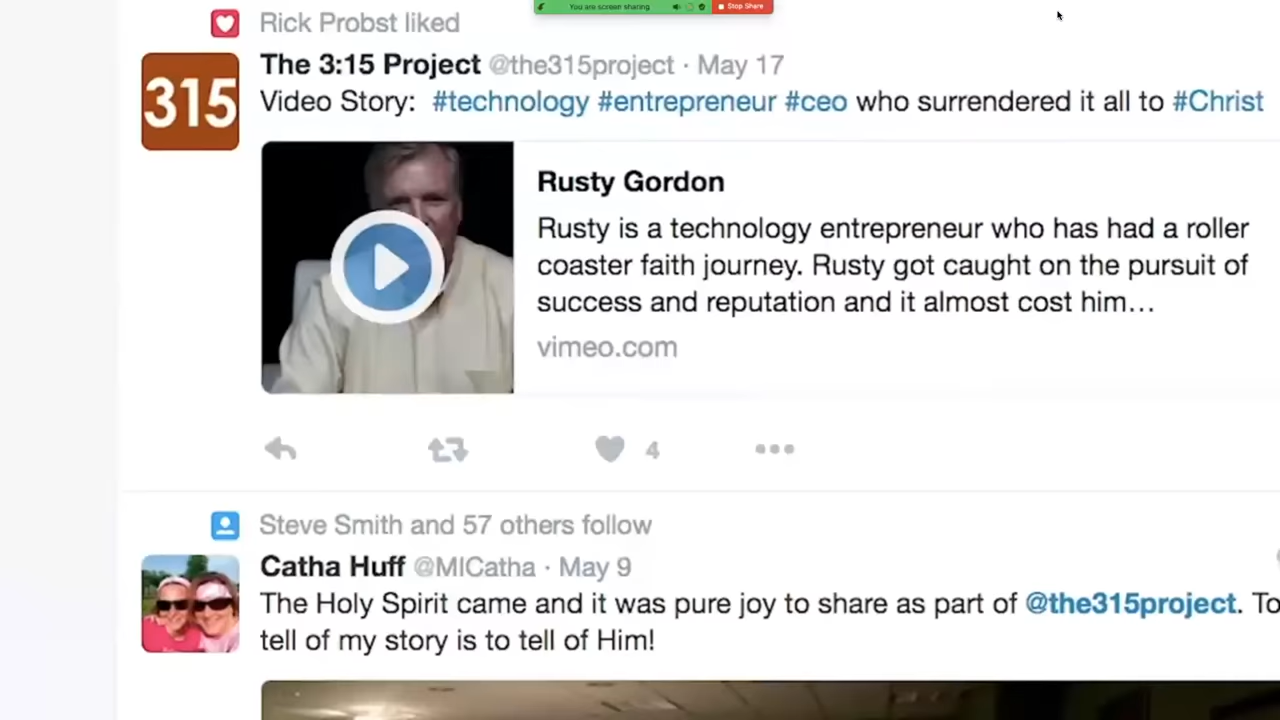 You are screen sharing
Stop Share
Rick Probst liked
315
The 3:15 Project @the315project · May 17
Video Story: #technology #entrepreneur #ceo who surrendered it all to #Christ
Rusty Gordon
Rusty is a technology entrepreneur who has had a roller
coaster faith journey. Rusty got caught on the pursuit of
success and reputation and it almost cost him…
vimeo.com
4
Steve Smith and 57 others follow
Catha Huff @MICatha · May 9
The Holy Spirit came and it was pure joy to share as part of @the315project. To
tell of my story is to tell of Him!